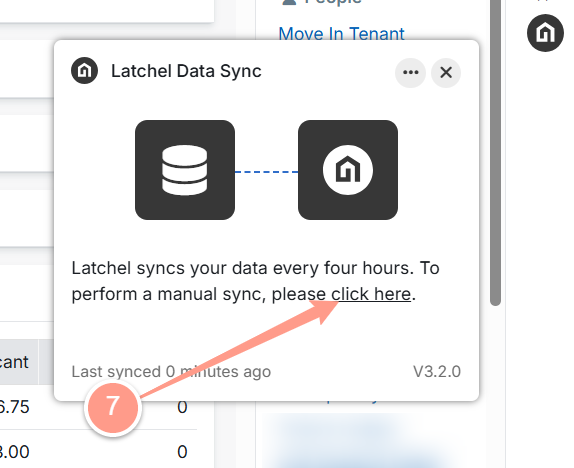 People
Move In Tenant
Latchel Data Sync
Latchel syncs your data every four hours. To
perform a manual sync, please click here.
Last synced 0 minutes ago
V3.2.0
7
cant
6.75
0
3.00
0